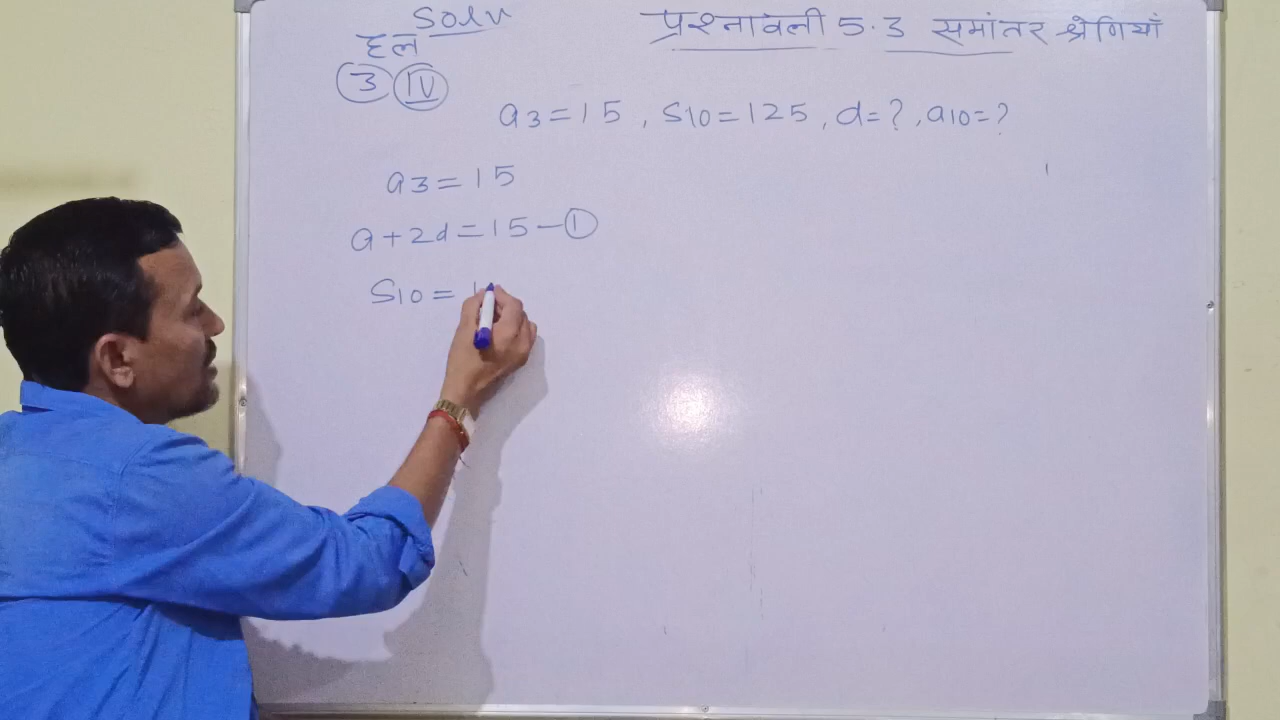 Solu प्रश्नावली 5.3 समांतर श्रेणियाँ
हल
3 IV
a3=15, S10=125, d=?, a10=?
a3=15
a+2d=15-1
S10=1